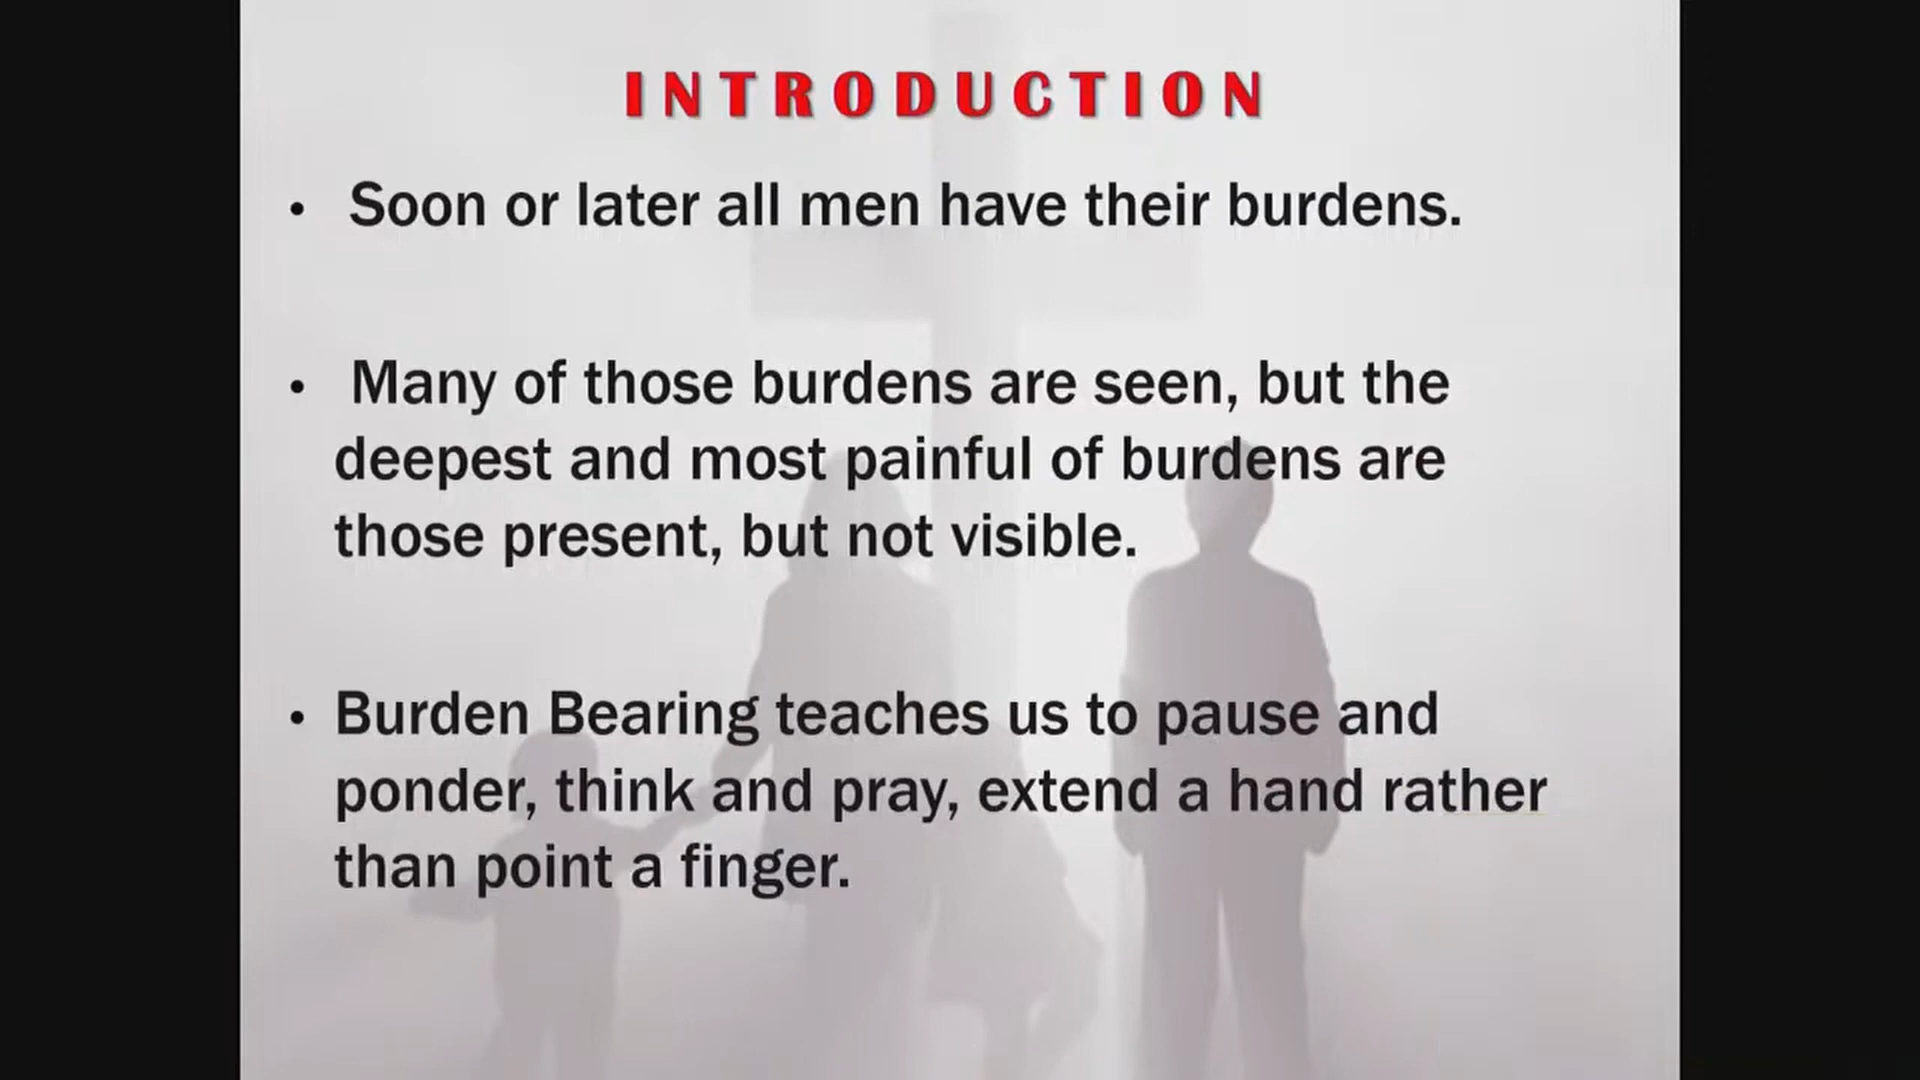 INTRODUCTION
• Soon or later all men have their burdens.
• Many of those burdens are seen, but the
deepest and most painful of burdens are
those present, but not visible.
• Burden Bearing teaches us to pause and
ponder, think and pray, extend a hand rather
than point a finger.